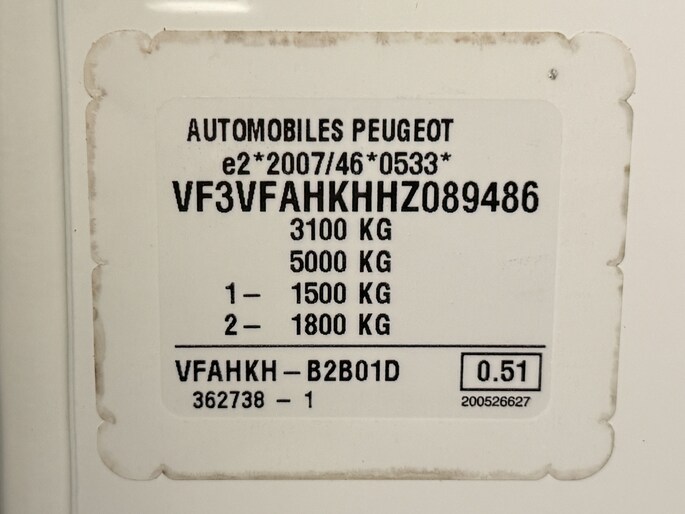 AUTOMOBILES PEUGEOT
e2*2007/46*0533*
VF3VFAHKHHZ089486
3100 KG
5000 KG
1- 1500 KG
2- 1800 KG
VFAHKH-B2B01D 0.51
362738 - 1 200526627